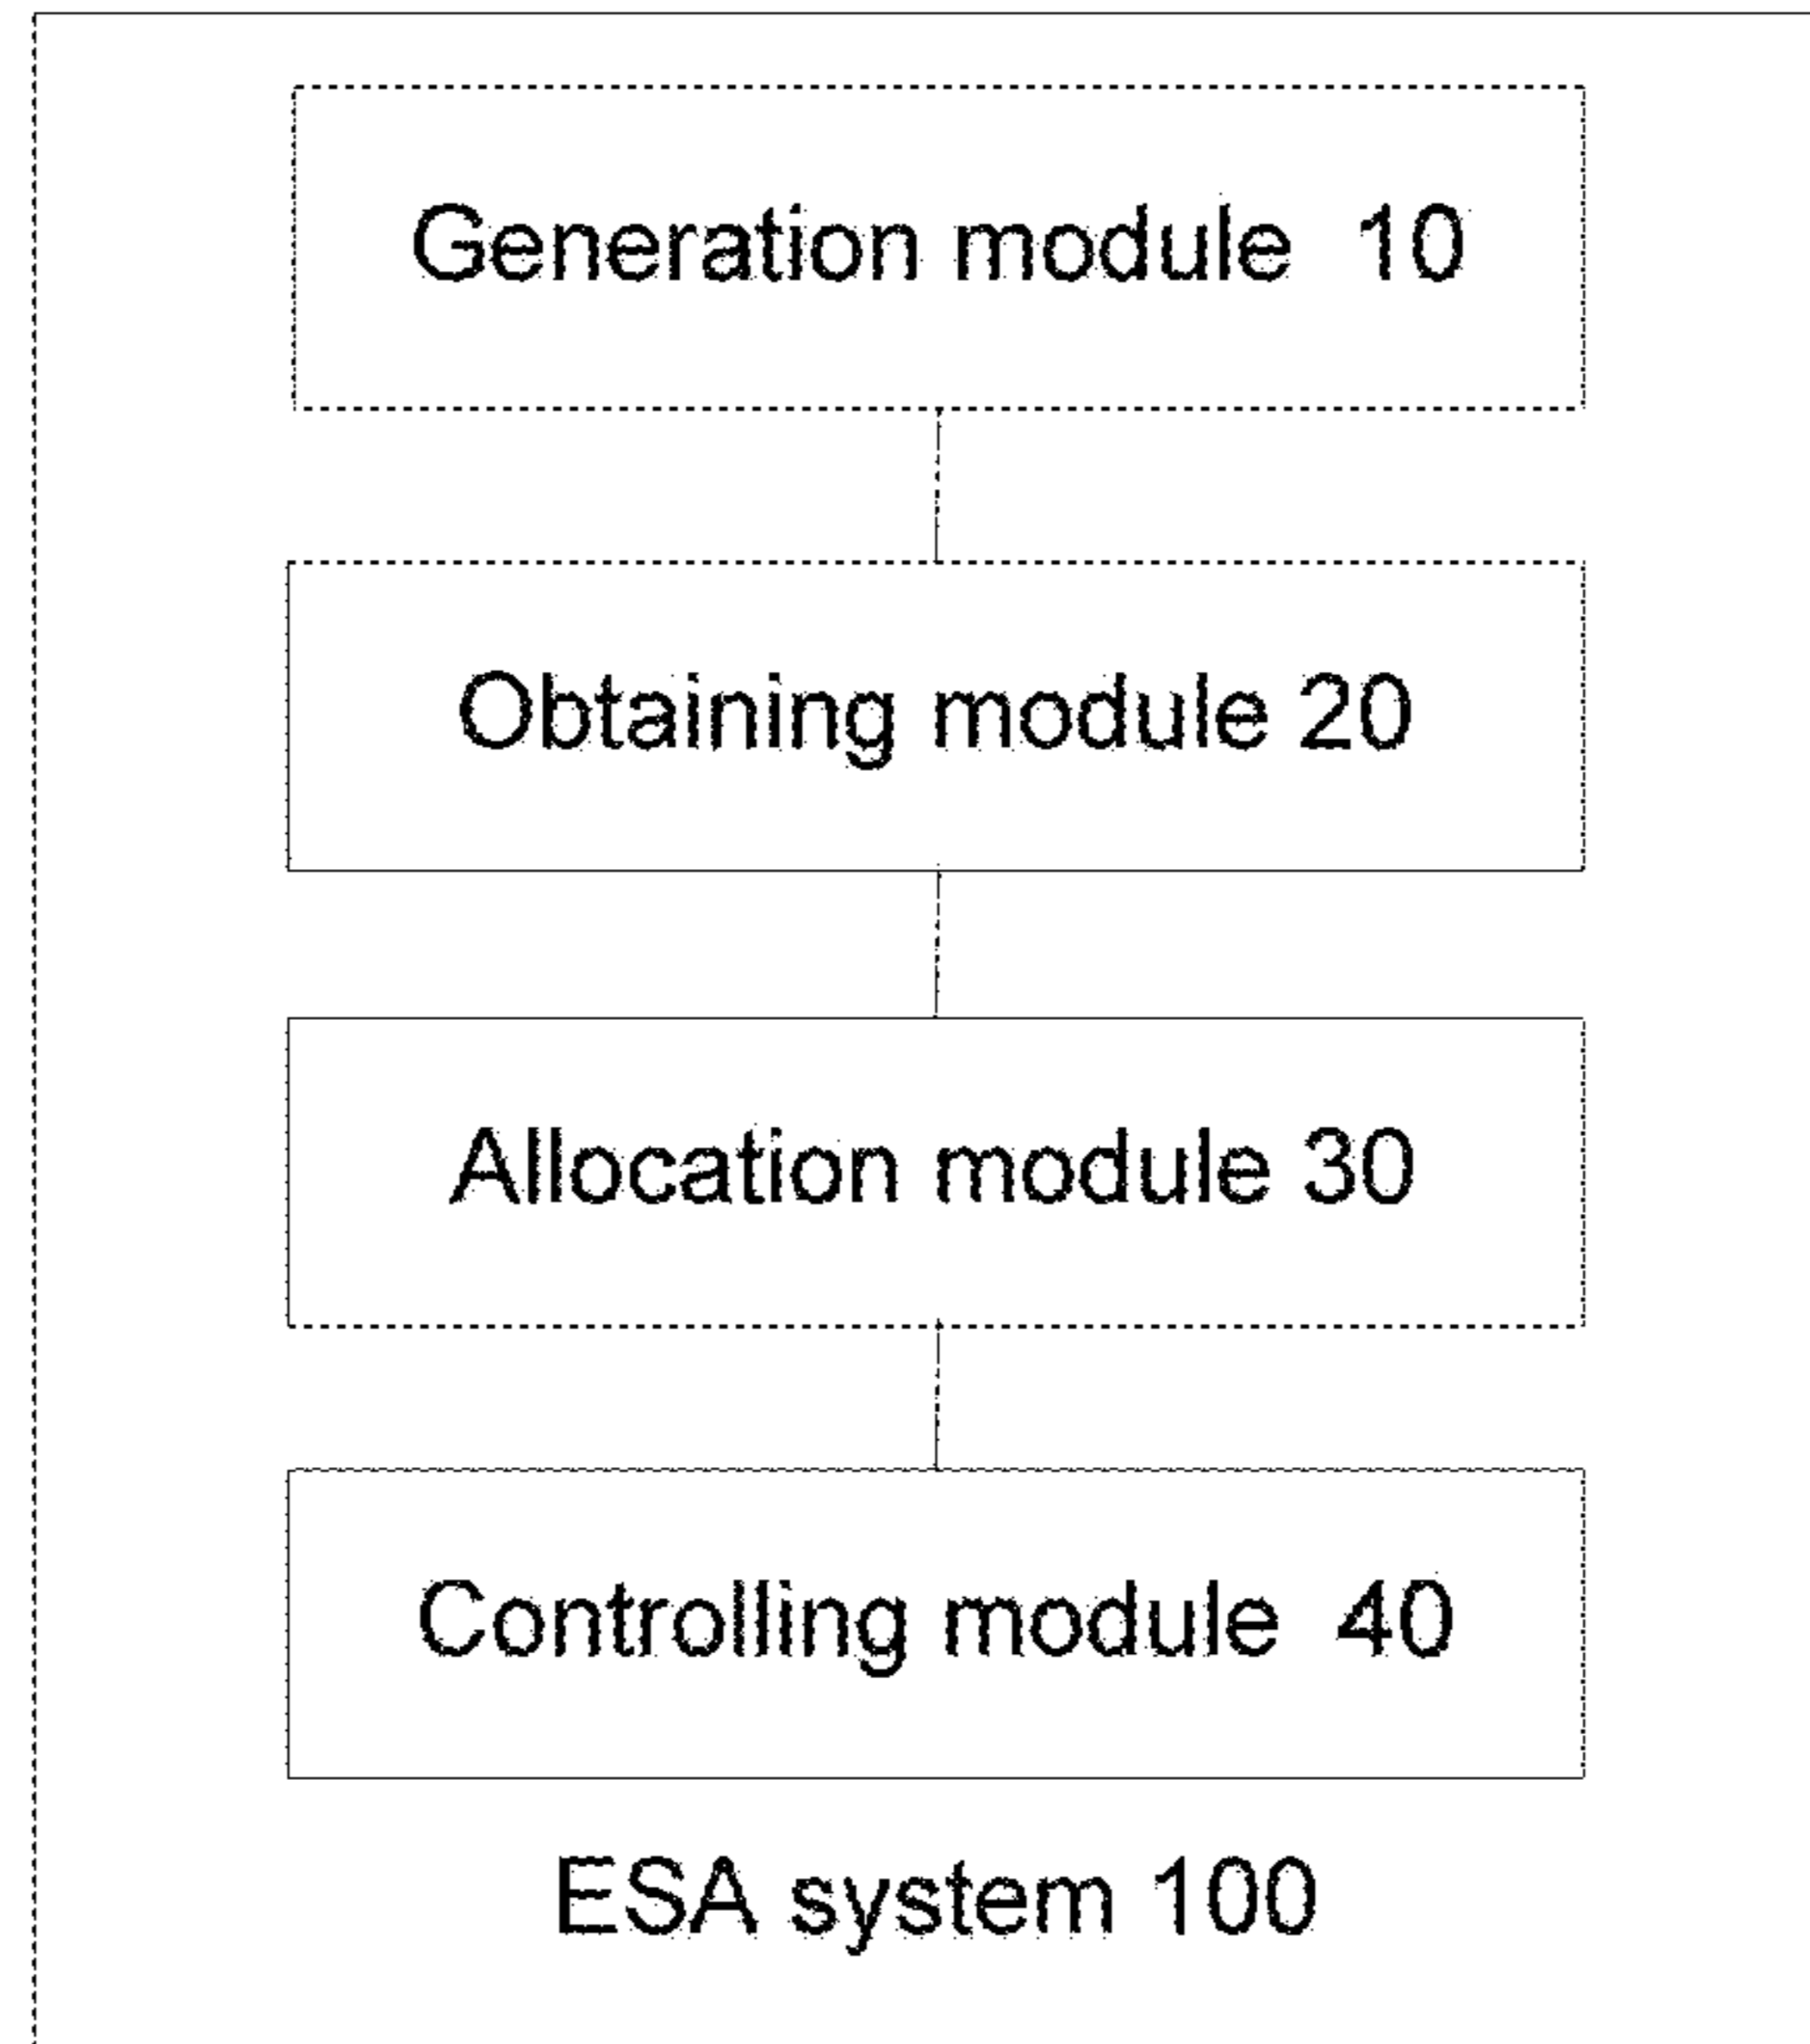 Generation module 10
Obtaining module 20
Allocation module 30
Controlling module 40
ESA system 100